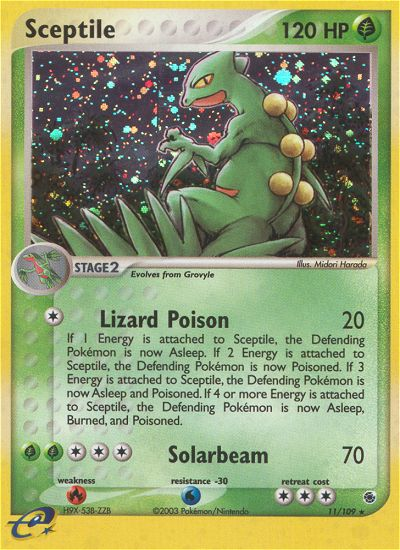 Sceptile 120 HP
Illus. Midori Harada
STAGE2
Evolves from Grovyle
Lizard Poison 20
If 1 Energy is attached to Sceptile, the Defending
Pokémon is now Asleep. If 2 Energy is attached
to Sceptile, the Defending Pokémon is now Poisoned. If 3
Energy is attached to Sceptile, the Defending Pokémon is
now Asleep and Poisoned. If 4 or more Energy is attached
to Sceptile, the Defending Pokémon is now Asleep,
Burned, and Poisoned.
Solarbeam 70
weakness resistance -30 retreat cost
H9X-538-ZZB ©2003 Pokémon/Nintendo 11/109 ★
e